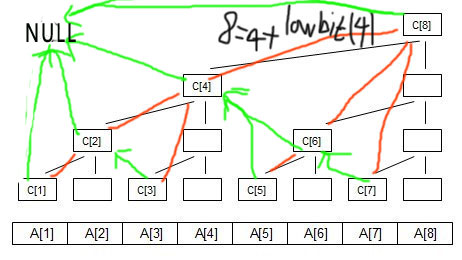 8=4+lowbit(4)
C[8]
NULL
C[4]
C[2]
C[6]
C[1]
C[3]
C[5]
C[7]
A[1] A[2] A[3] A[4] A[5] A[6] A[7] A[8]